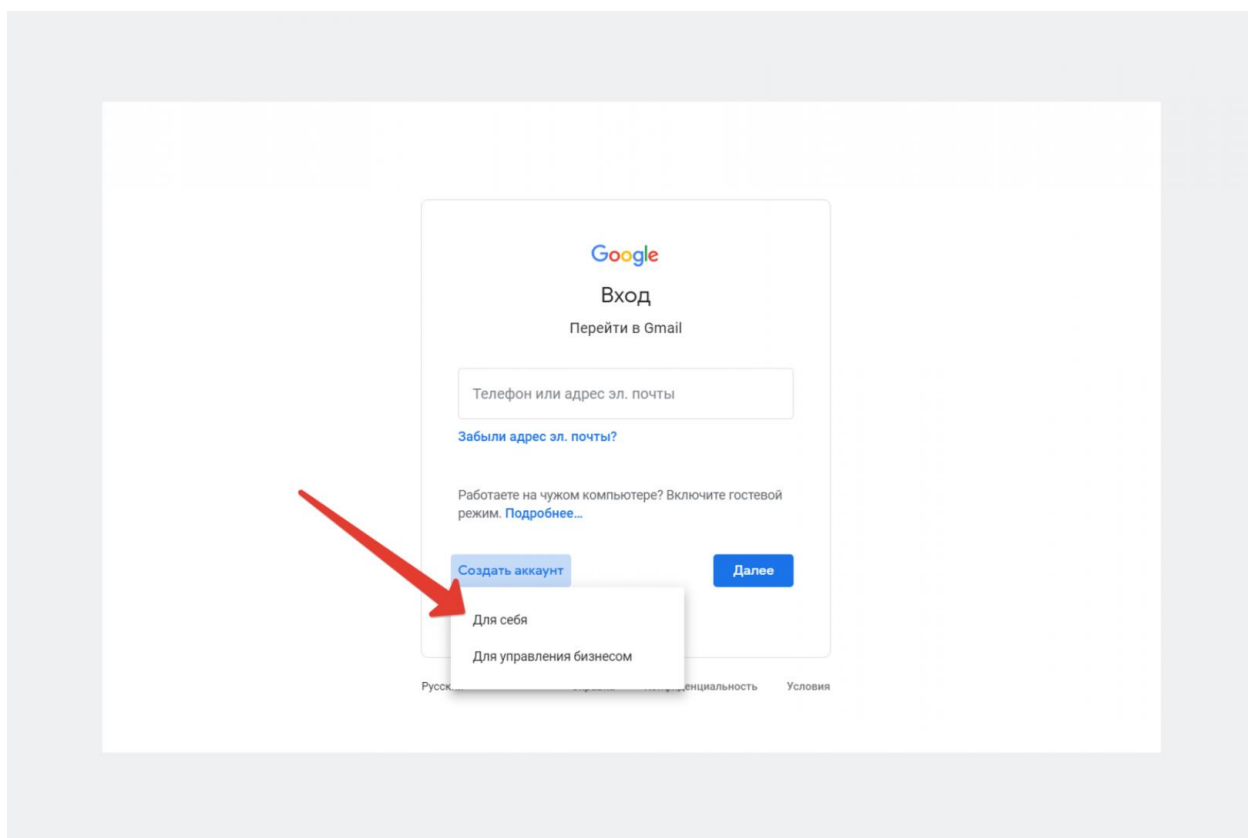 Google
Вход
Перейти в Gmail
Телефон или адрес эл. почты
Забыли адрес эл. почты?
Работаете на чужом компьютере? Включите гостевой
режим. Подробнее...
Создать аккаунт
Далее
Для себя
Для управления бизнесом
Условия